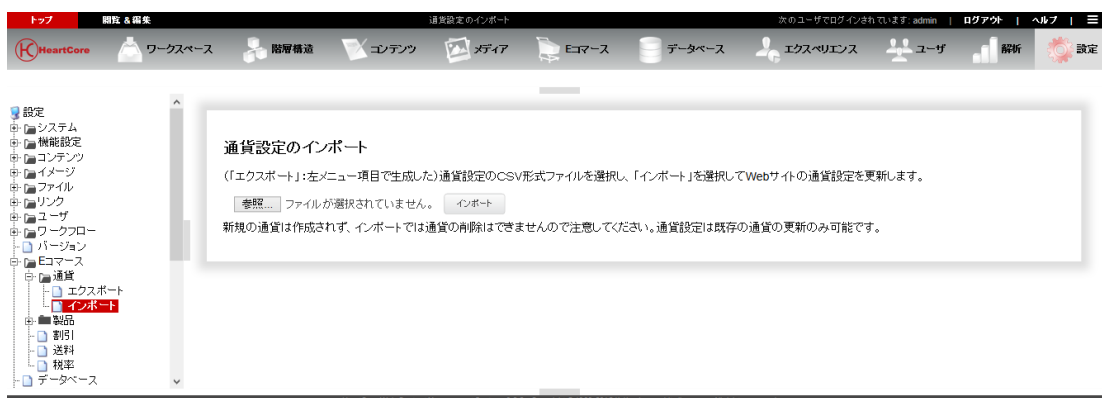 トップ 閲覧 & 編集 通貨設定のインポート 次のユーザでログインされています: admin | ログアウト | ヘルプ |
HeartCore ワークスペース 階層構造 コンテンツ メディア Eコマース データベース エクスペリエンス ユーザ 解析 設定
設定
システム
機能設定
コンテンツ
イメージ
ファイル
リンク
ユーザ
ワークフロー
バージョン
Eコマース
通貨
エクスポート
インポート
製品
割引
送料
税率
データベース
通貨設定のインポート
(「エクスポート」:左メニュー項目で生成した)通貨設定のCSV形式ファイルを選択し、「インポート」を選択してWebサイトの通貨設定を更新します。
参照... ファイルが選択されていません。 インポート
新規の通貨は作成されず、インポートでは通貨の削除はできませんので注意してください。通貨設定は既存の通貨の更新のみ可能です。